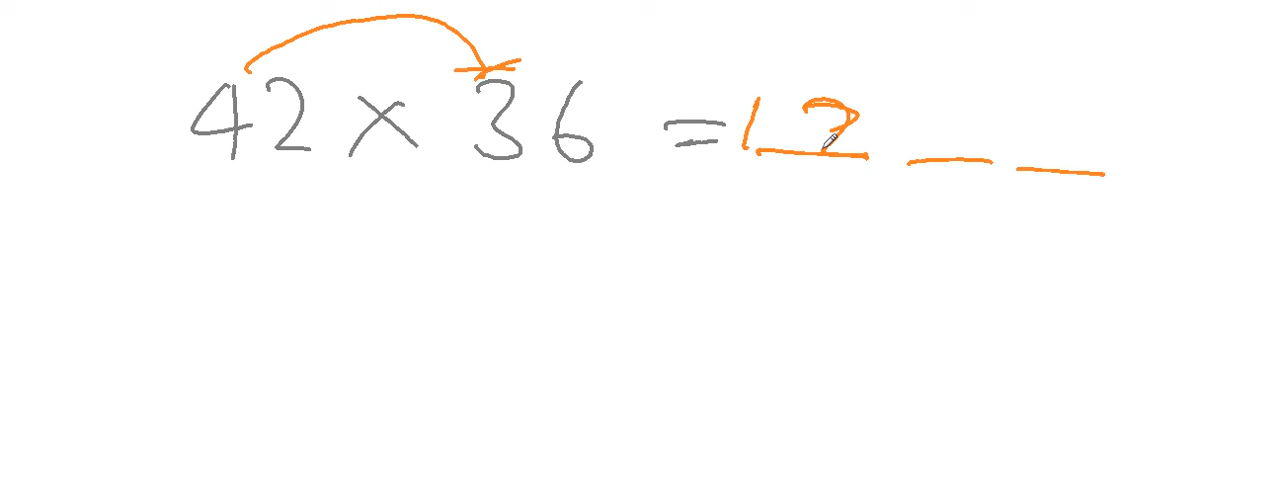 42 × 36 = 12 _ _